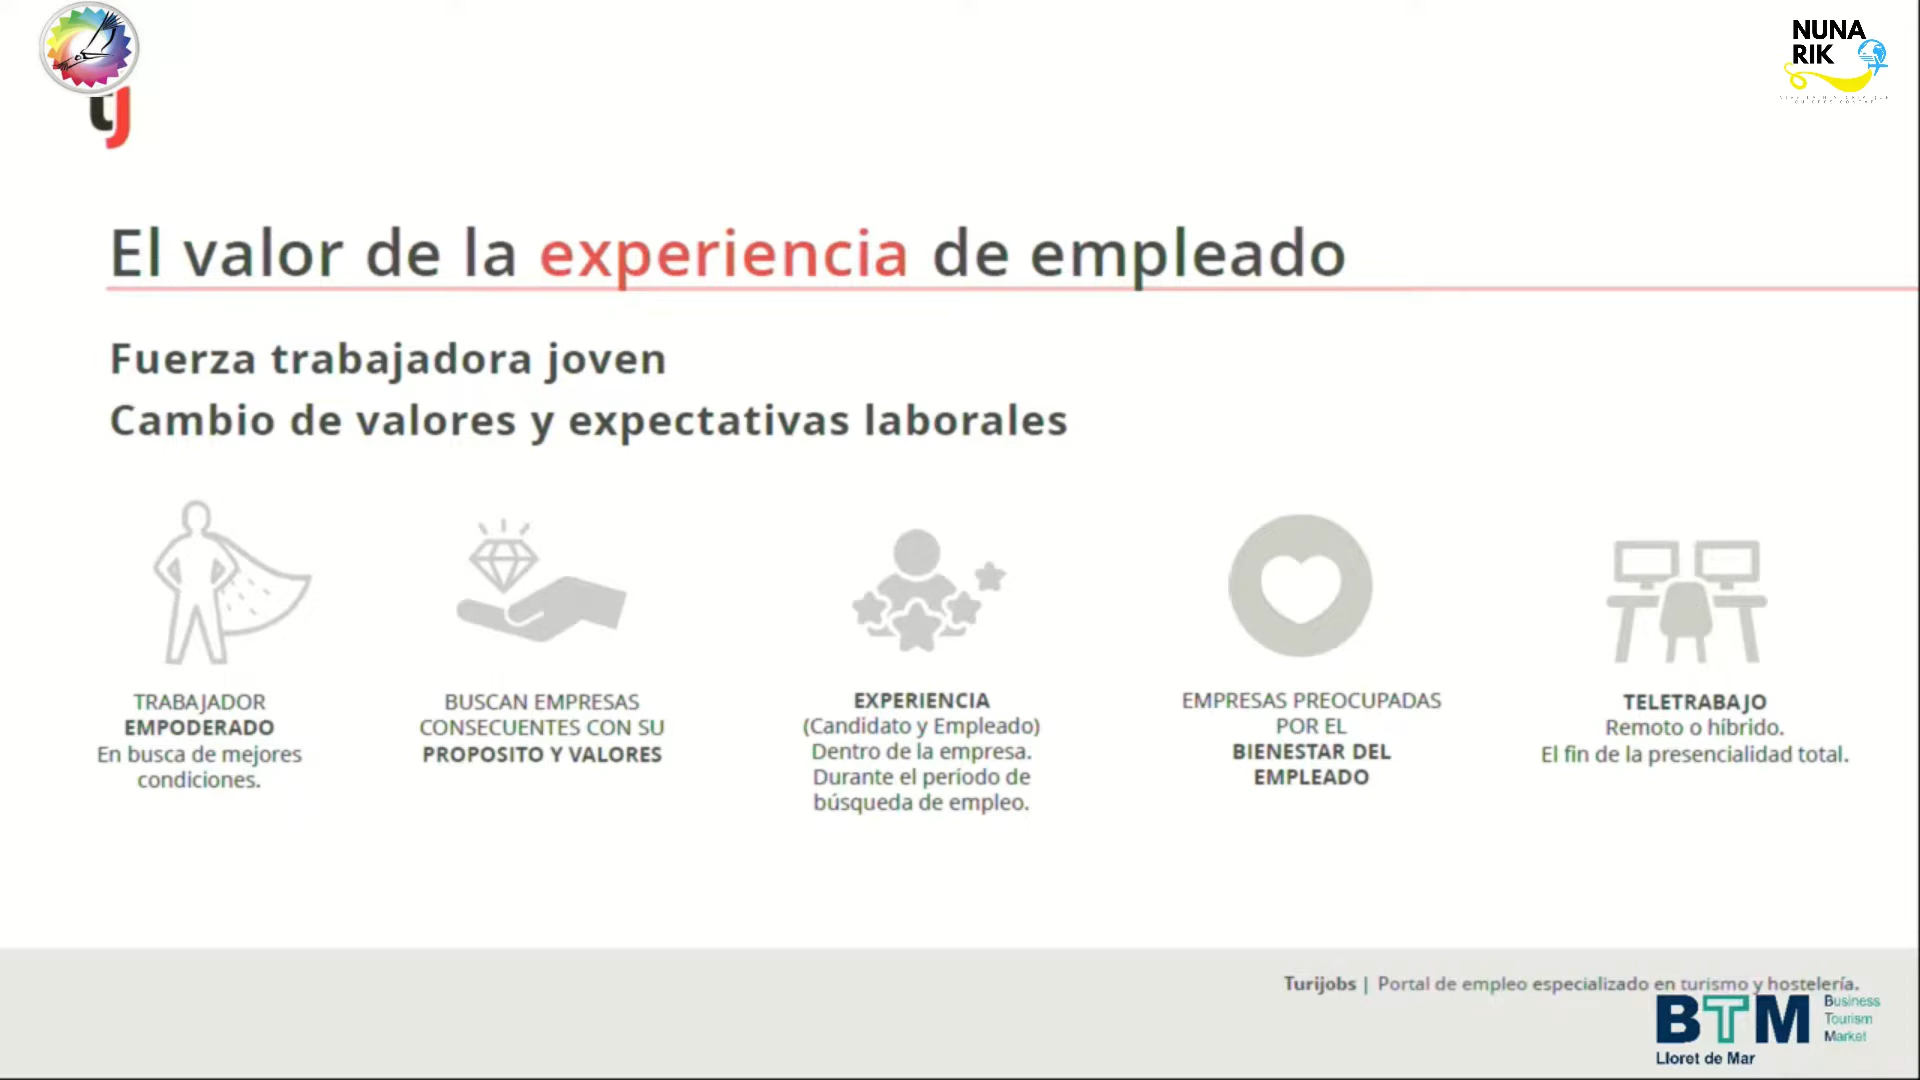 NUNA
RIK
tj
El valor de la experiencia de empleado
Fuerza trabajadora joven
Cambio de valores y expectativas laborales
TRABAJADOR
EMPODERADO
En busca de mejores
condiciones.
BUSCAN EMPRESAS
CONSECUENTES CON SU
PROPOSITO Y VALORES
EXPERIENCIA
(Candidato y Empleado)
Dentro de la empresa.
Durante el periodo de
búsqueda de empleo.
EMPRESAS PREOCUPADAS
POR EL
BIENESTAR DEL
EMPLEADO
TELETRABAJO
Remoto o híbrido.
El fin de la presencialidad total.
Turijobs | Portal de empleo especializado en turismo y hostelería.
BTM
Business
Tourism
Market
Lloret de Mar